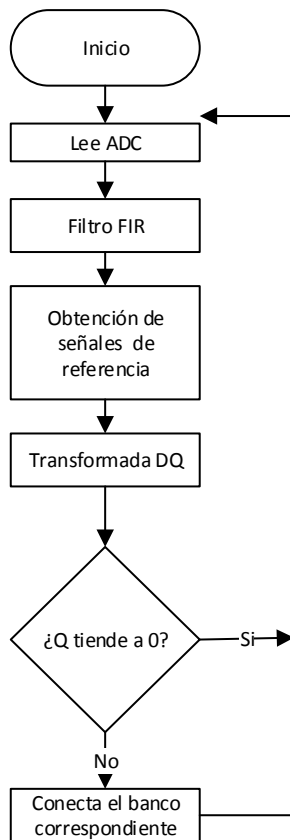 Inicio
Lee ADC
Filtro FIR
Obtención de
señales de
referencia
Transformada DQ
¿Q tiende a 0?
Si
No
Conecta el banco
correspondiente